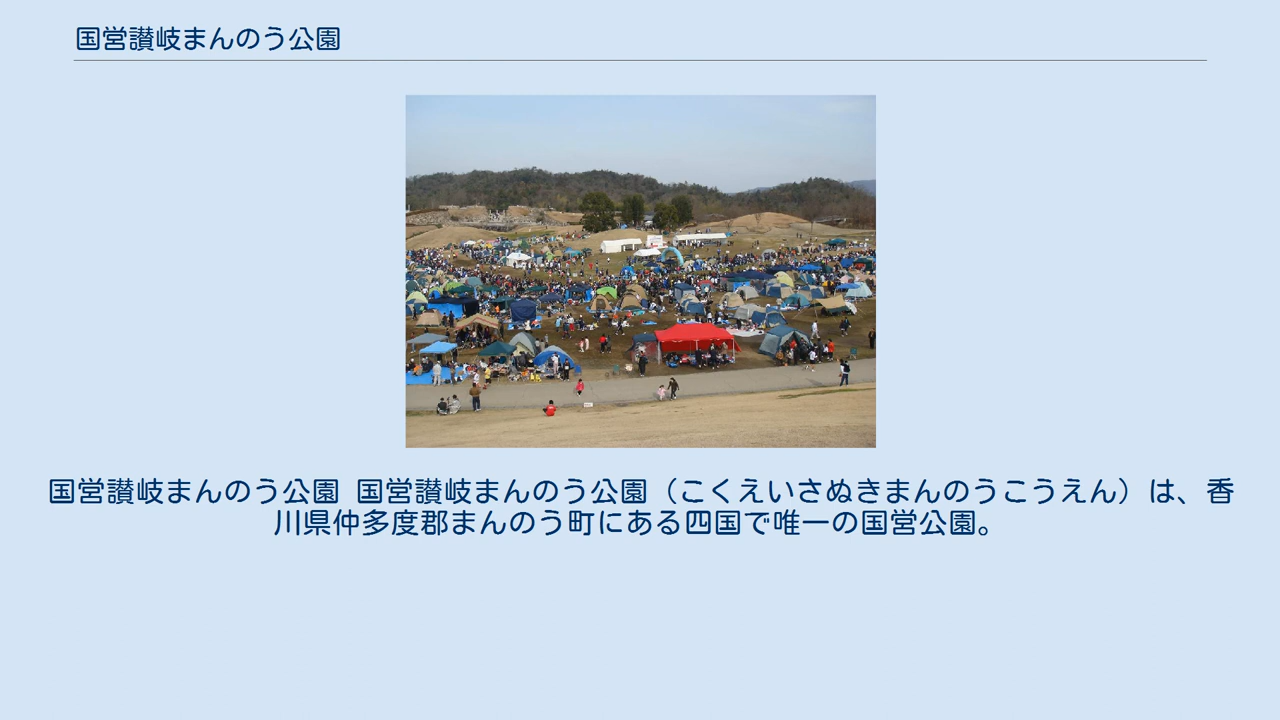 国営讃岐まんのう公園
国営讃岐まんのう公園 国営讃岐まんのう公園（こくえいさぬきまんのうこうえん）は、香
川県仲多度郡まんのう町にある四国で唯一の国営公園。